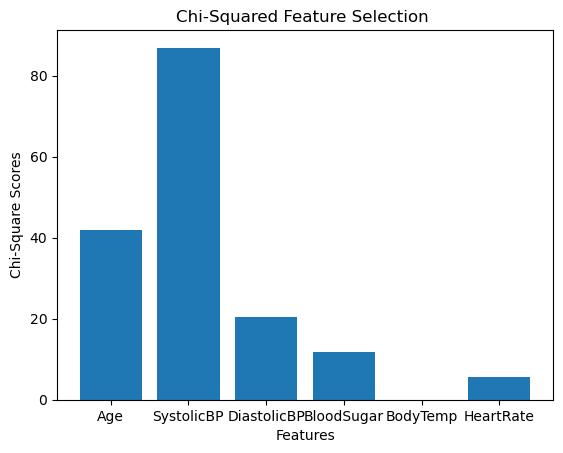 Chi-Squared Feature Selection
Chi-Square Scores
80
60
40
20
0
Age SystolicBP DiastolicBP BloodSugar BodyTemp HeartRate
Features